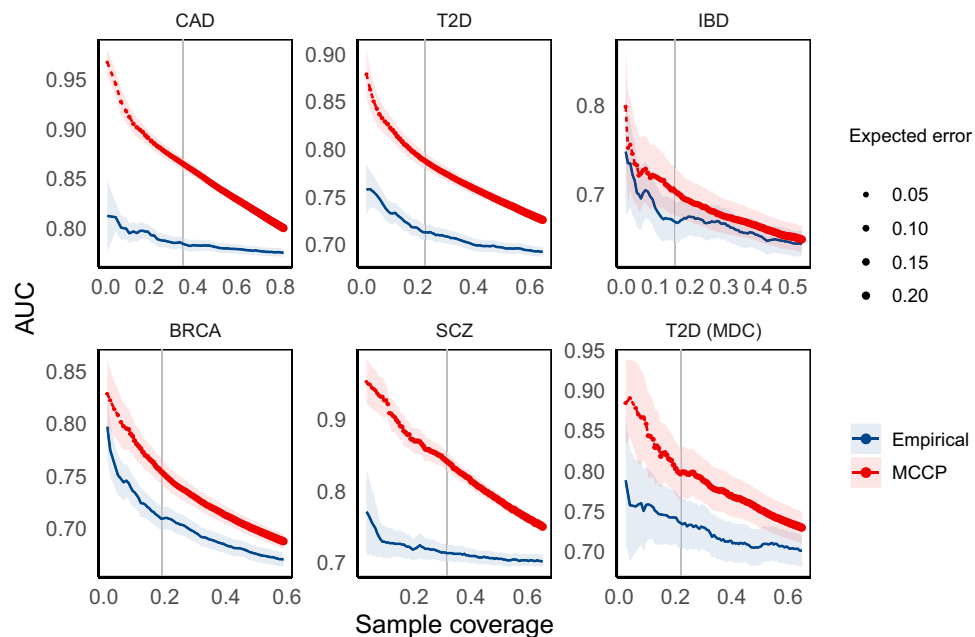 CAD
T2D
IBD
0.95
0.90
0.85
0.80
0.0 0.2 0.4 0.6 0.8
0.90
0.85
0.80
0.75
0.70
0.0 0.2 0.4 0.6
0.8
0.7
0.0 0.1 0.2 0.3 0.4 0.5
AUC
BRCA
SCZ
T2D (MDC)
0.85
0.80
0.75
0.70
0.0 0.2 0.4 0.6
0.9
0.8
0.7
0.2 0.4 0.6
0.95
0.90
0.85
0.80
0.75
0.70
0.0 0.2 0.4 0.6
Sample coverage
Expected error
0.05
0.10
0.15
0.20
Empirical
MCCP